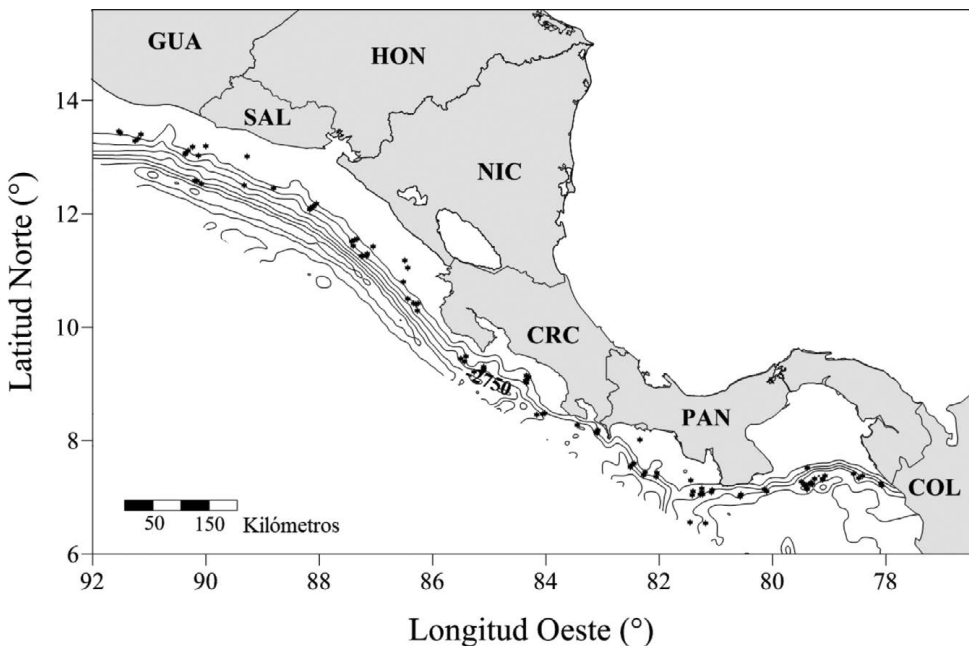 GUA
HON
14
SAL
NIC
12
Latitud Norte (°)
10
CRC
2750
PAN
8
COL
50 150 Kilómetros
6
92 90 88 86 84 82 80 78
Longitud Oeste (°)